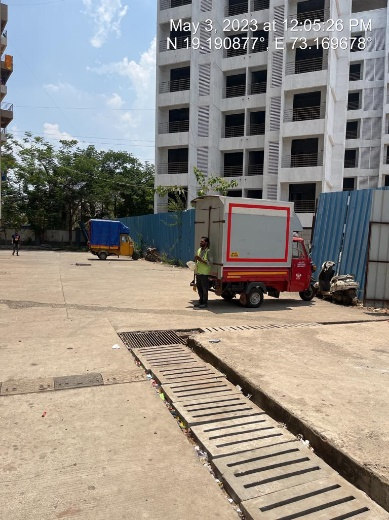 May 3, 2023 at 12:05:26 PM
N 19.190877°, E 73.169678°